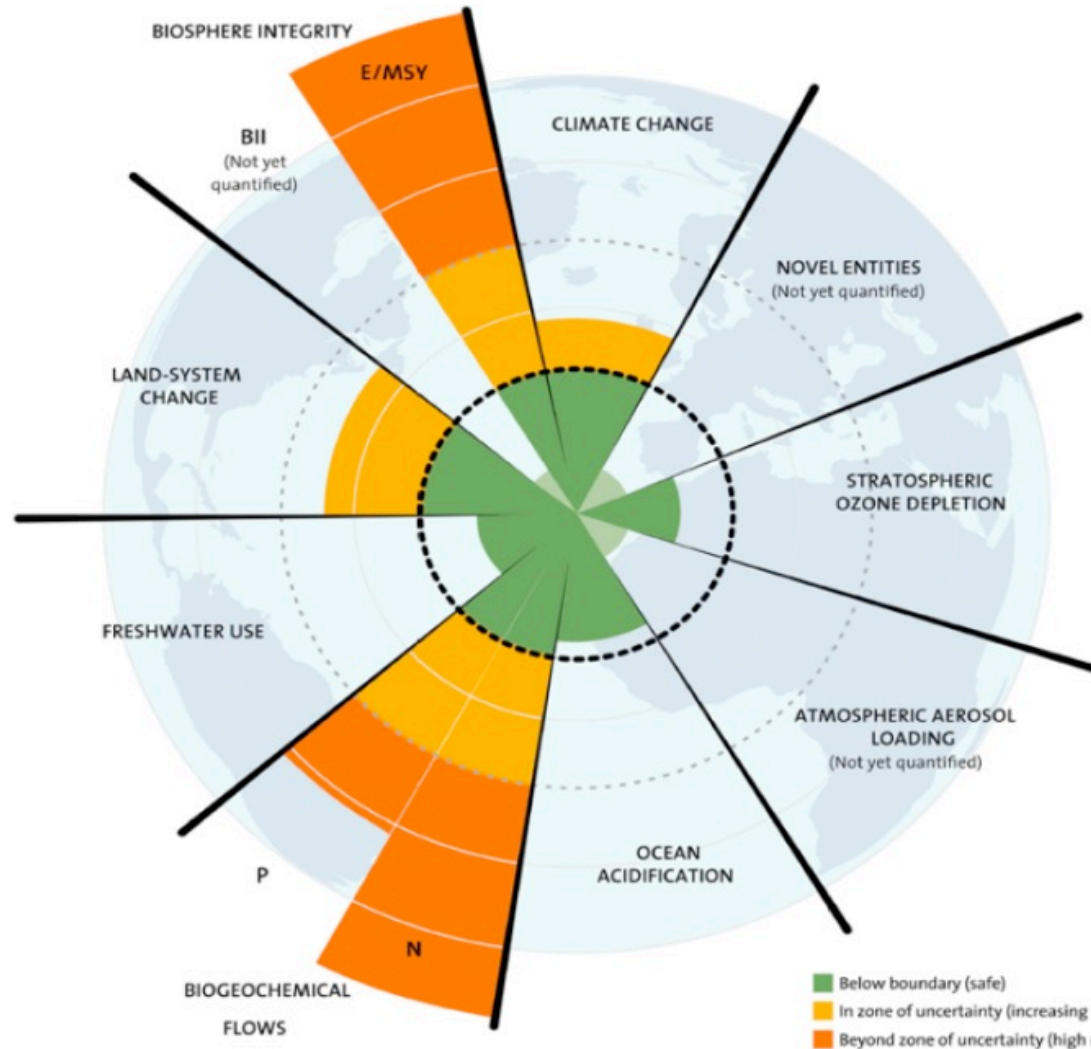 BIOSPHERE INTEGRITY
E/MSY
BII
(Not yet
quantified)
CLIMATE CHANGE
NOVEL ENTITIES
(Not yet quantified)
LAND-SYSTEM
CHANGE
STRATOSPHERIC
OZONE DEPLETION
FRESHWATER USE
ATMOSPHERIC AEROSOL
LOADING
(Not yet quantified)
OCEAN
ACIDIFICATION
P
N
BIOGEOCHEMICAL
FLOWS
Below boundary (safe)
In zone of uncertainty (increasing
Beyond zone of uncertainty (high